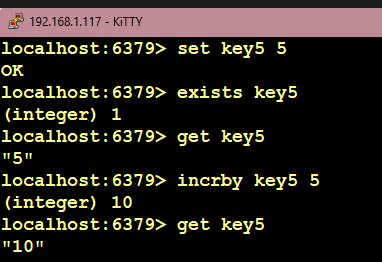 192.168.1.117 - KiTTY
localhost:6379> set key5 5
OK
localhost:6379> exists key5
(integer) 1
localhost:6379> get key5
"5"
localhost:6379> incrby key5 5
(integer) 10
localhost:6379> get key5
"10"